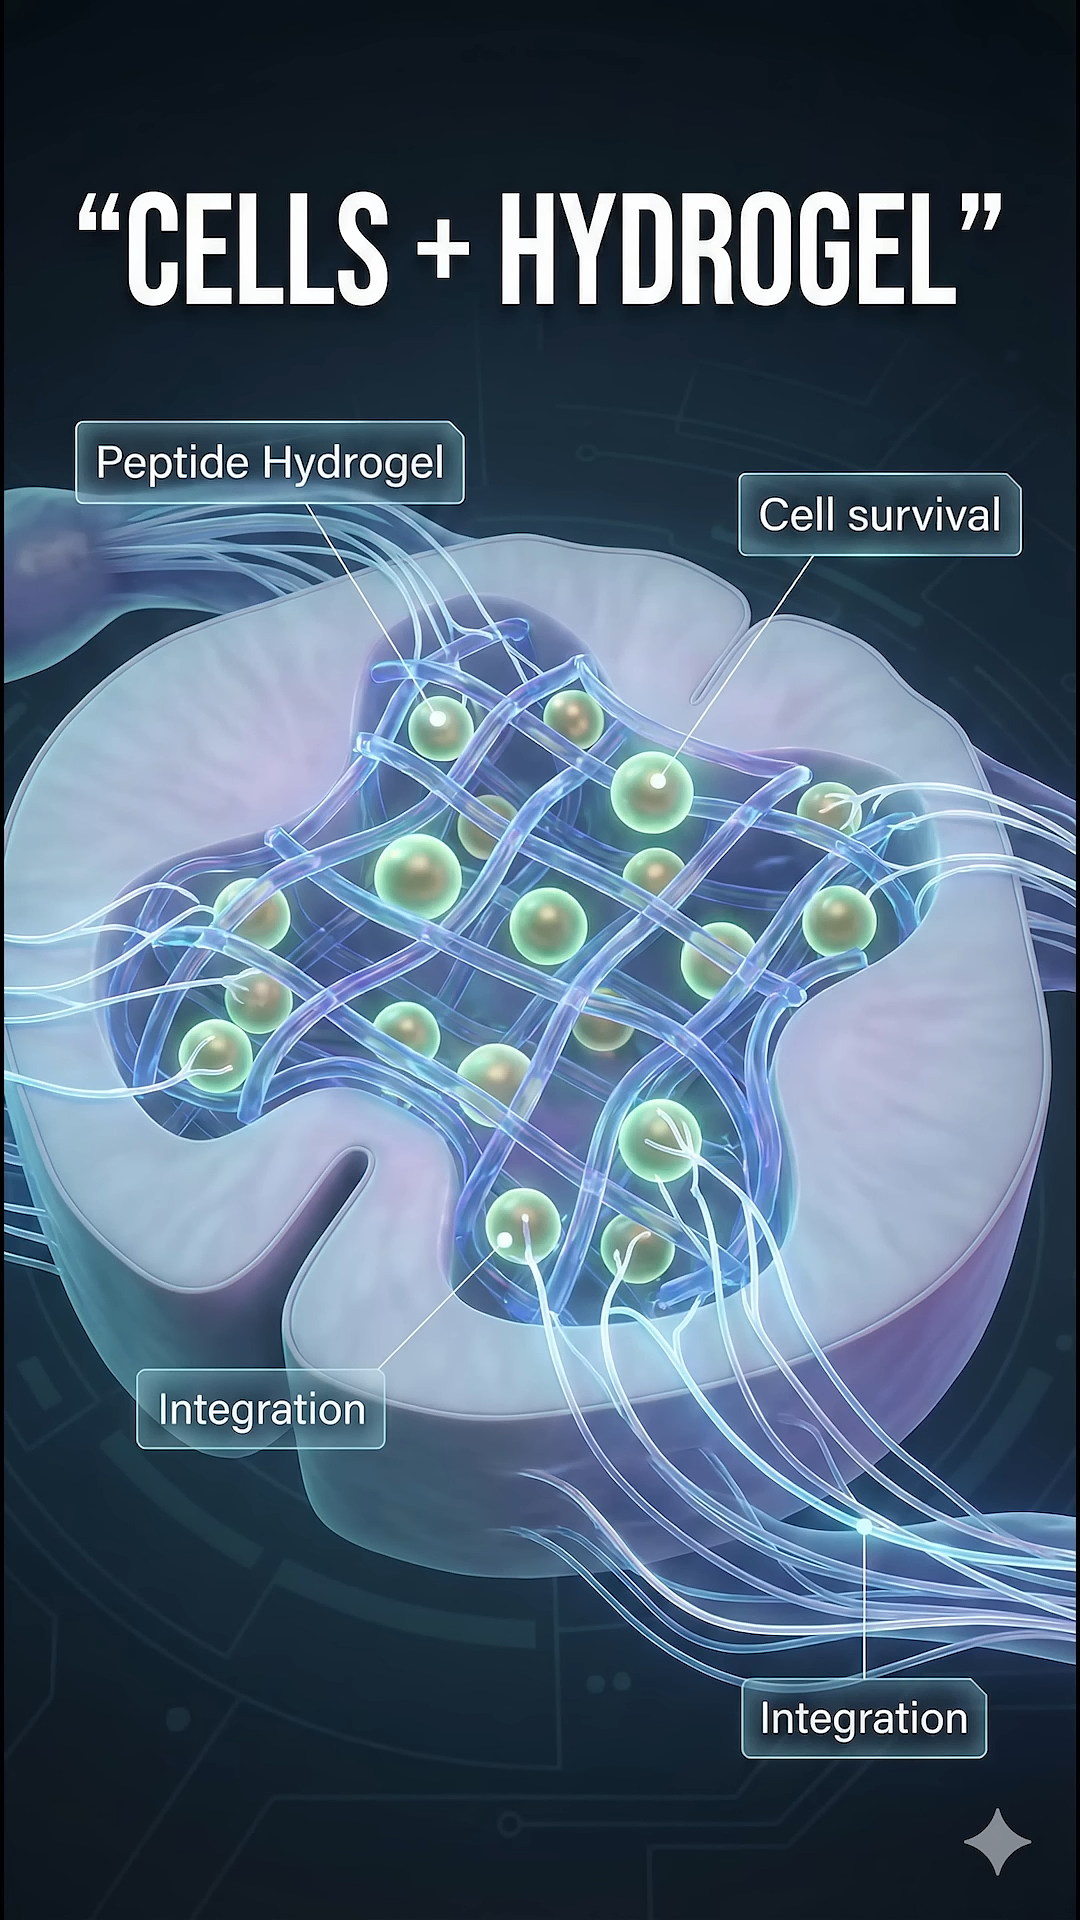 “CELLS + HYDROGEL”
Peptide Hydrogel
Cell survival
Integration
Integration